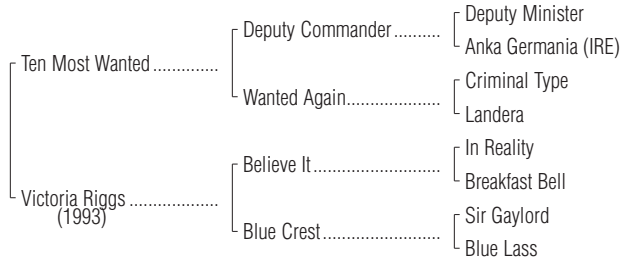 Deputy Minister
Deputy Commander..........
Anka Germania (IRE)
Ten Most Wanted..............
Criminal Type
Wanted Again....................
Landera
In Reality
Believe It...........................
Breakfast Bell
Victoria Riggs...................
(1993)
Sir Gaylord
Blue Crest.........................
Blue Lass